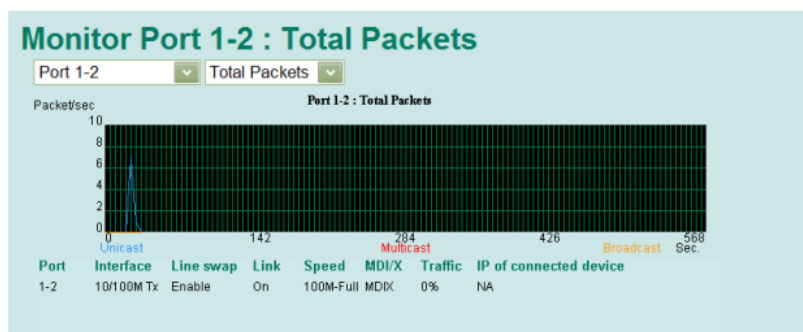 Monitor Port 1-2 : Total Packets
Port 1-2 Total Packets
Packet/sec Port 1-2 : Total Packets
10
8
6
4
2
0
0 142 284 426 568
Unicast Multicast Broadcast Sec.
Port Interface Line swap Link Speed MDI/X Traffic IP of connected device
1-2 10/100M Tx Enable On 100M-Full MDIX 0% NA